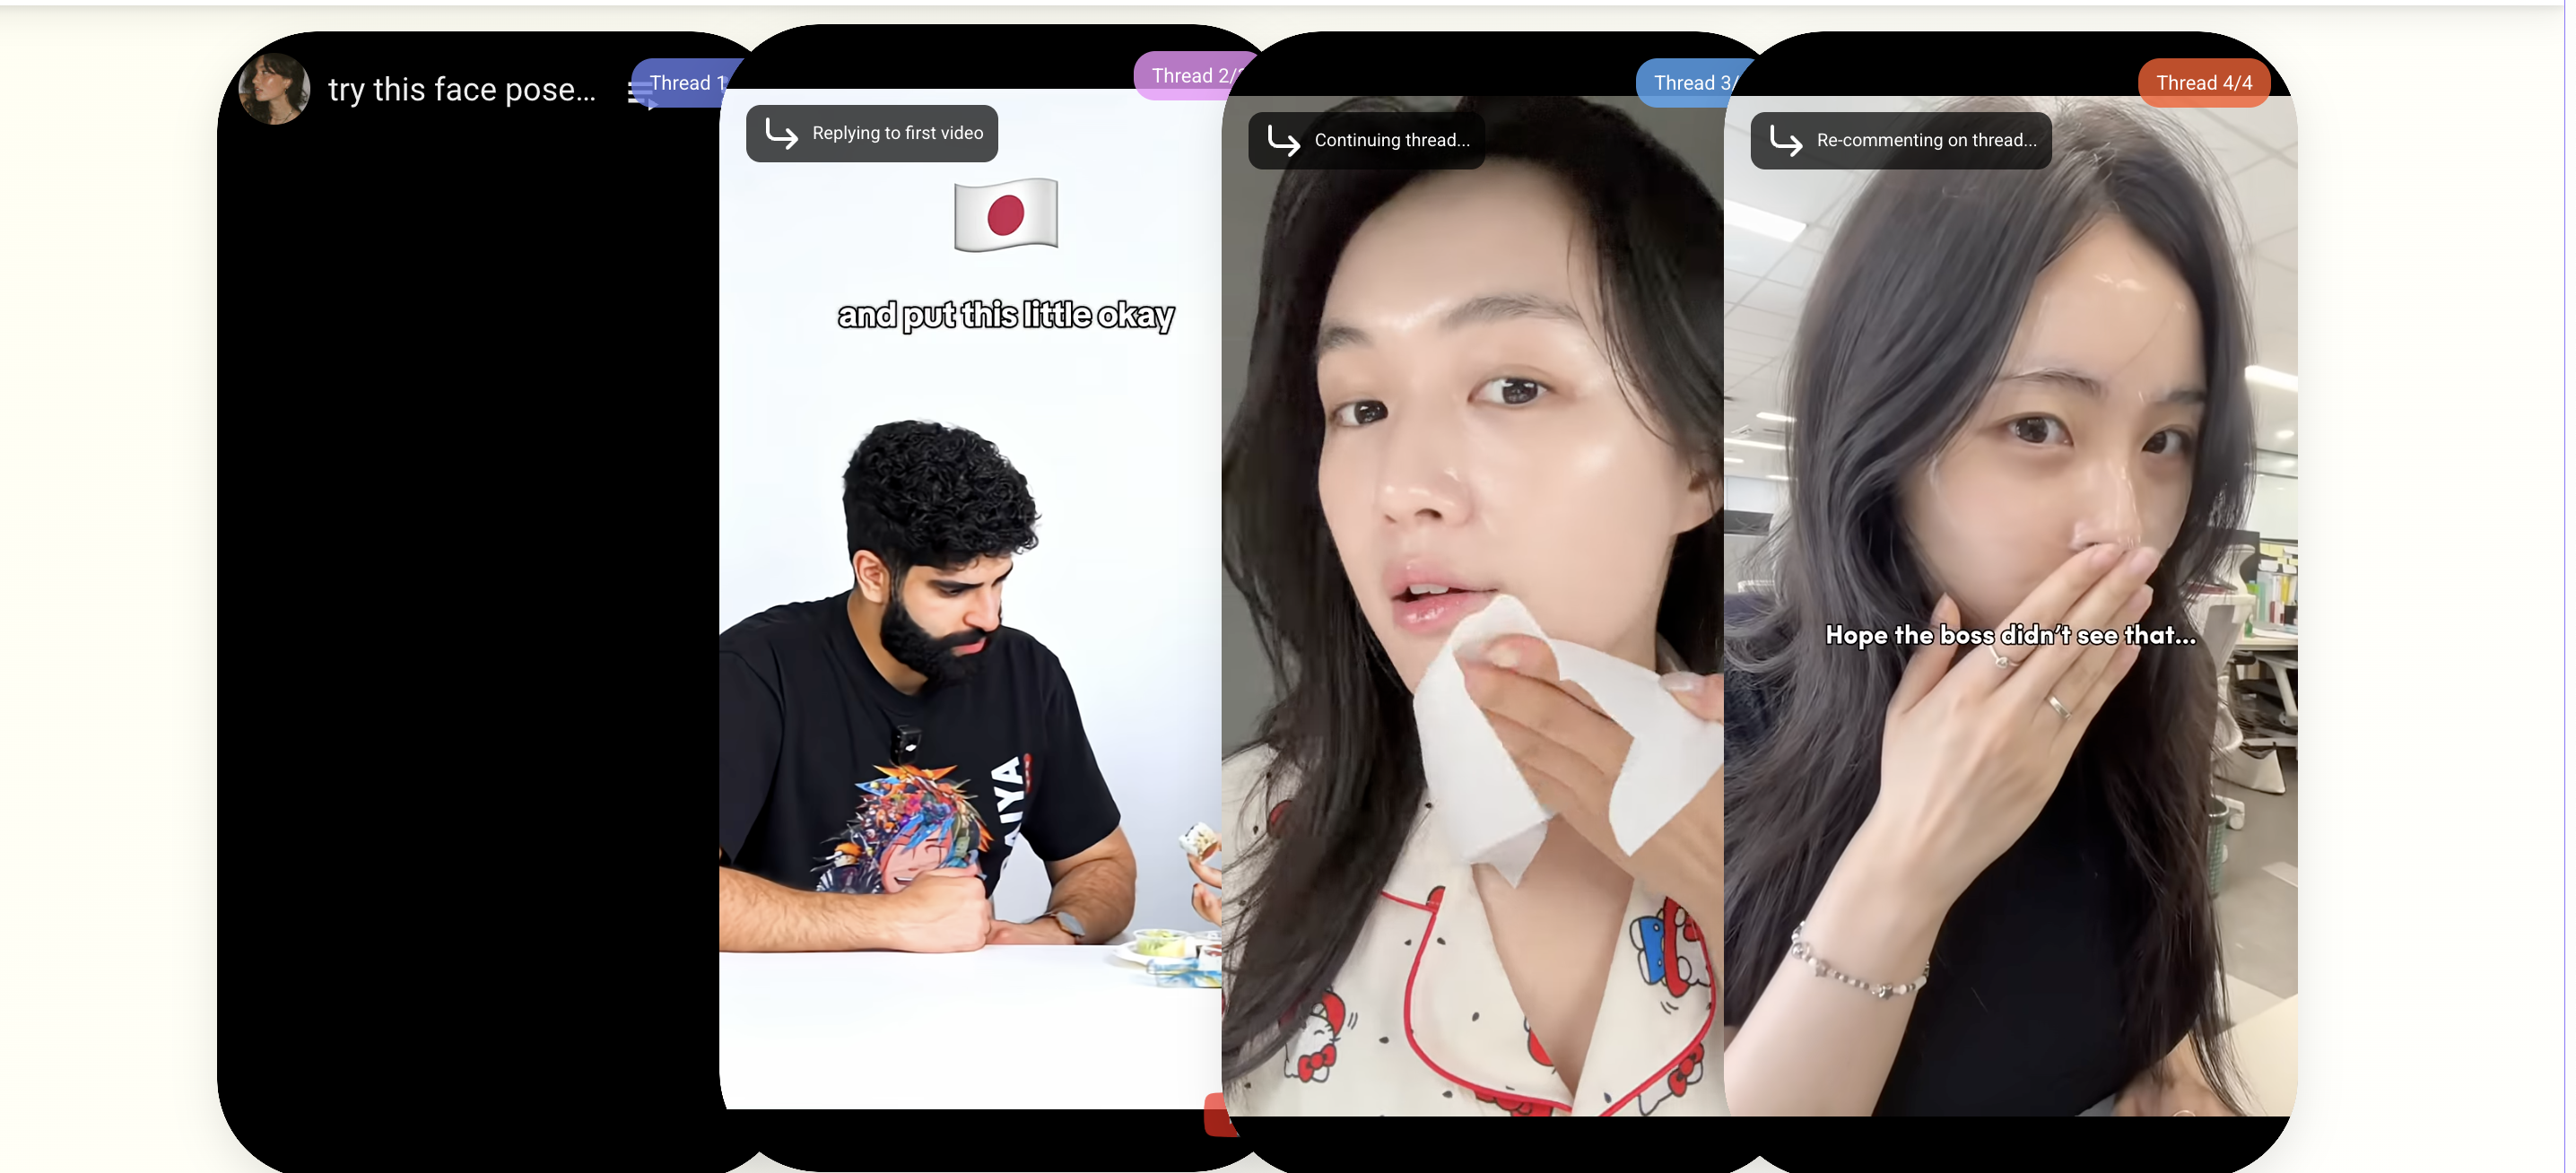 try this face pose...
Thread 1
Thread 2/
Replying to first video
and put this little okay
AIYA
Thread 3/
Continuing thread...
Thread 4/4
Re-commenting on thread...
Hope the boss didn't see that...